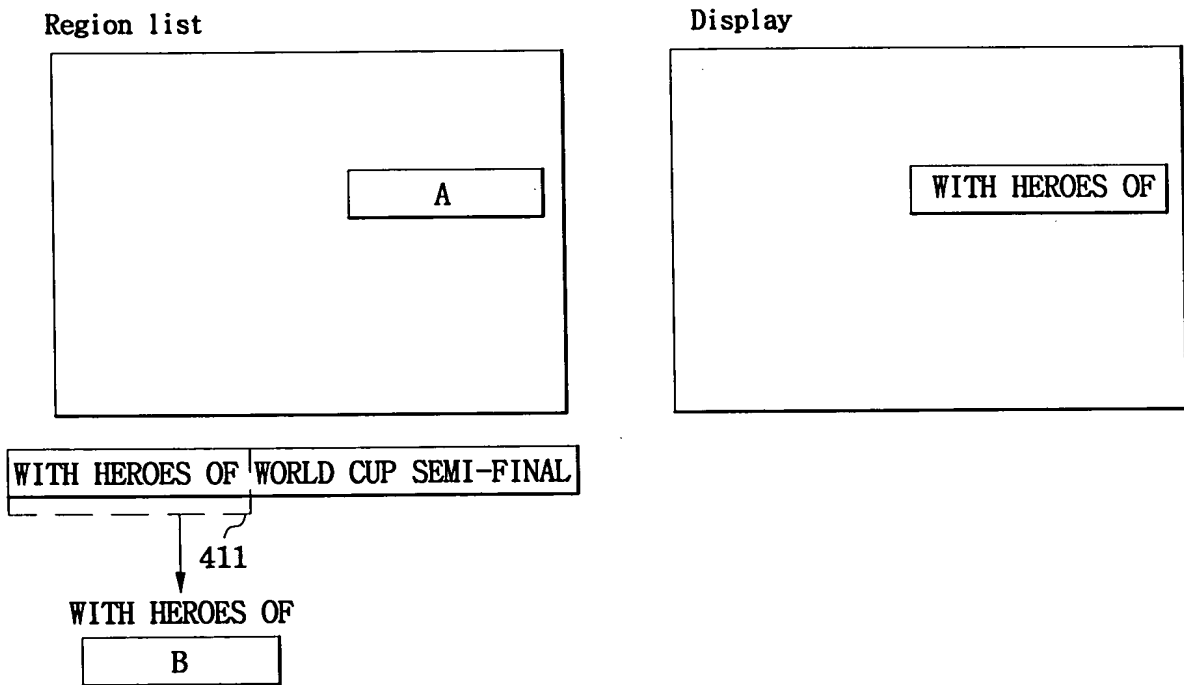 Region list
Display
A
WITH HEROES OF
WITH HEROES OF WORLD CUP SEMI-FINAL
411
WITH HEROES OF
B